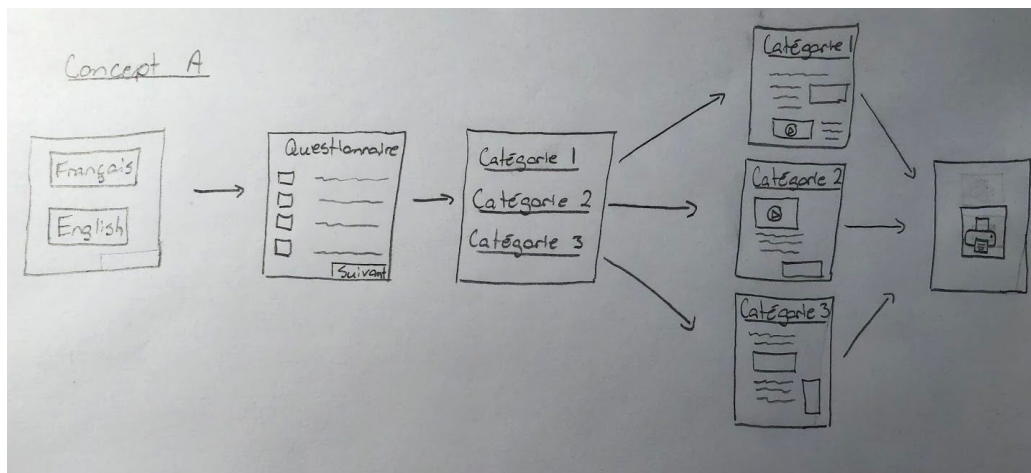 Concept A
Français
English
Questionnaire
Suivant
Catégorie 1
Catégorie 2
Catégorie 3
Catégorie 1
Catégorie 2
Catégorie 3